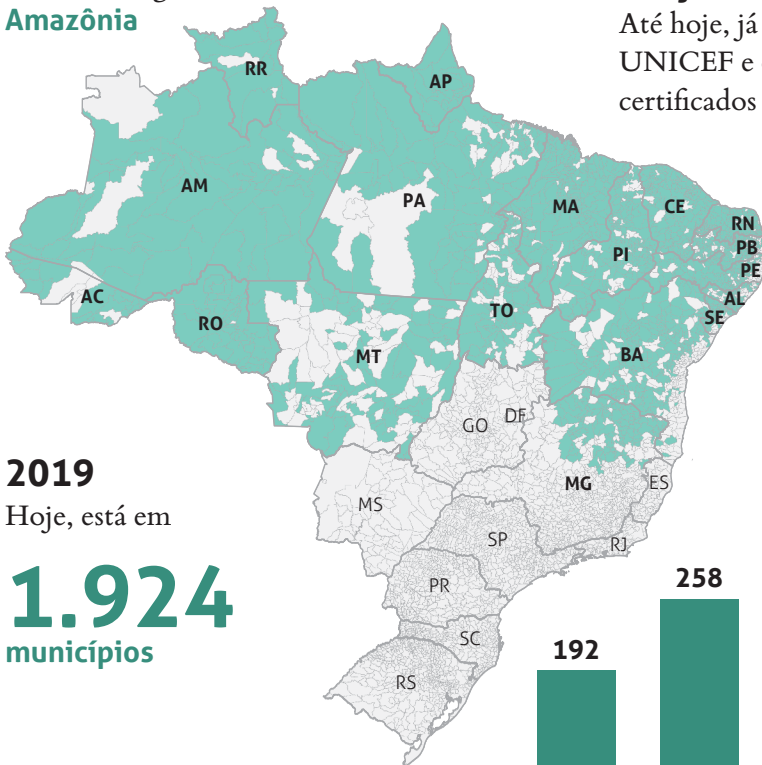 Amazônia
Até hoje, já
UNICEF e
certificados
RR
AP
AM
PA
MA
CE
RN
PB
PE
PI
AL
SE
AC
RO
TO
MT
BA
GO
DF
MG
ES
MS
SP
RJ
PR
SC
RS
2019
Hoje, está em
1.924
municípios
192
258